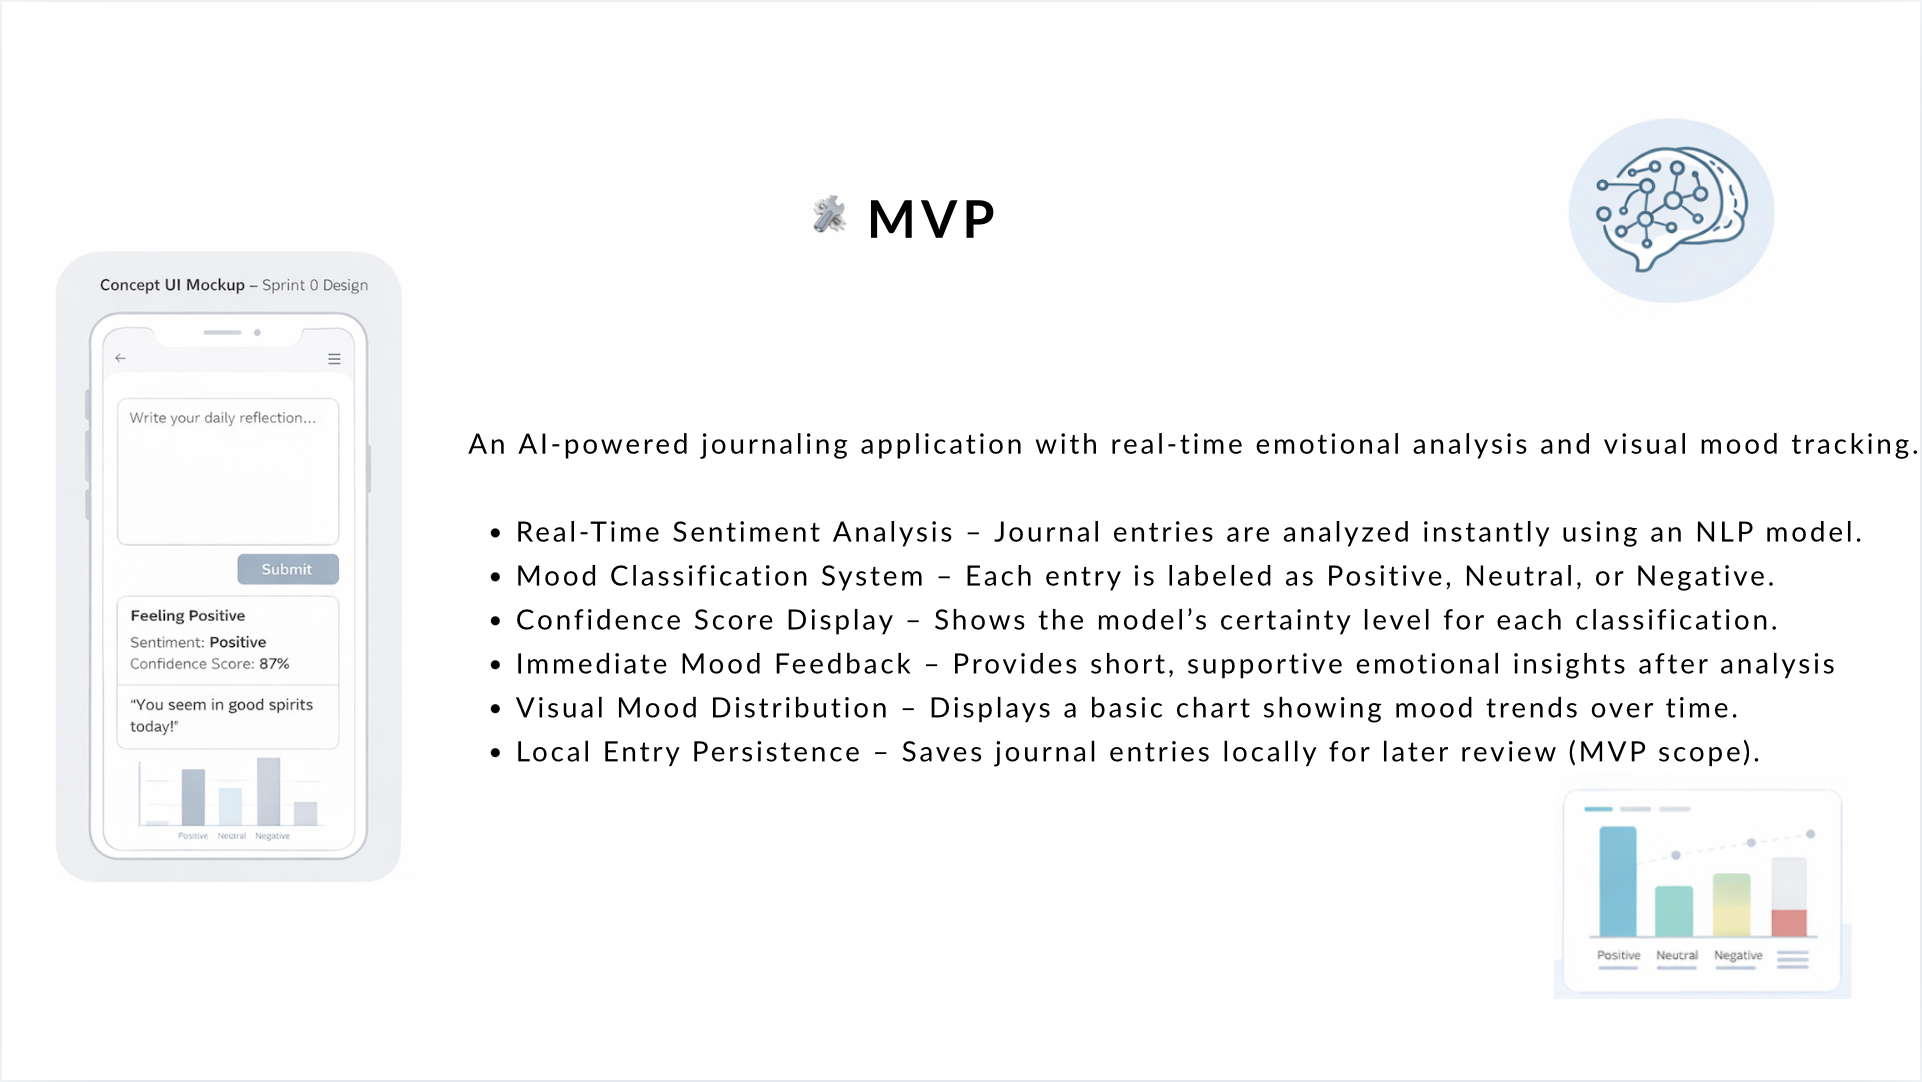 MVP
Concept UI Mockup – Sprint 0 Design
Write your daily reflection...
Submit
Feeling Positive
Sentiment: Positive
Confidence Score: 87%
"You seem in good spirits
today!"
Positive Neutral Negative
An AI-powered journaling application with real-time emotional analysis and visual mood tracking.
• Real-Time Sentiment Analysis – Journal entries are analyzed instantly using an NLP model.
• Mood Classification System – Each entry is labeled as Positive, Neutral, or Negative.
• Confidence Score Display – Shows the model’s certainty level for each classification.
• Immediate Mood Feedback – Provides short, supportive emotional insights after analysis
• Visual Mood Distribution – Displays a basic chart showing mood trends over time.
• Local Entry Persistence – Saves journal entries locally for later review (MVP scope).
Positive Neutral Negative